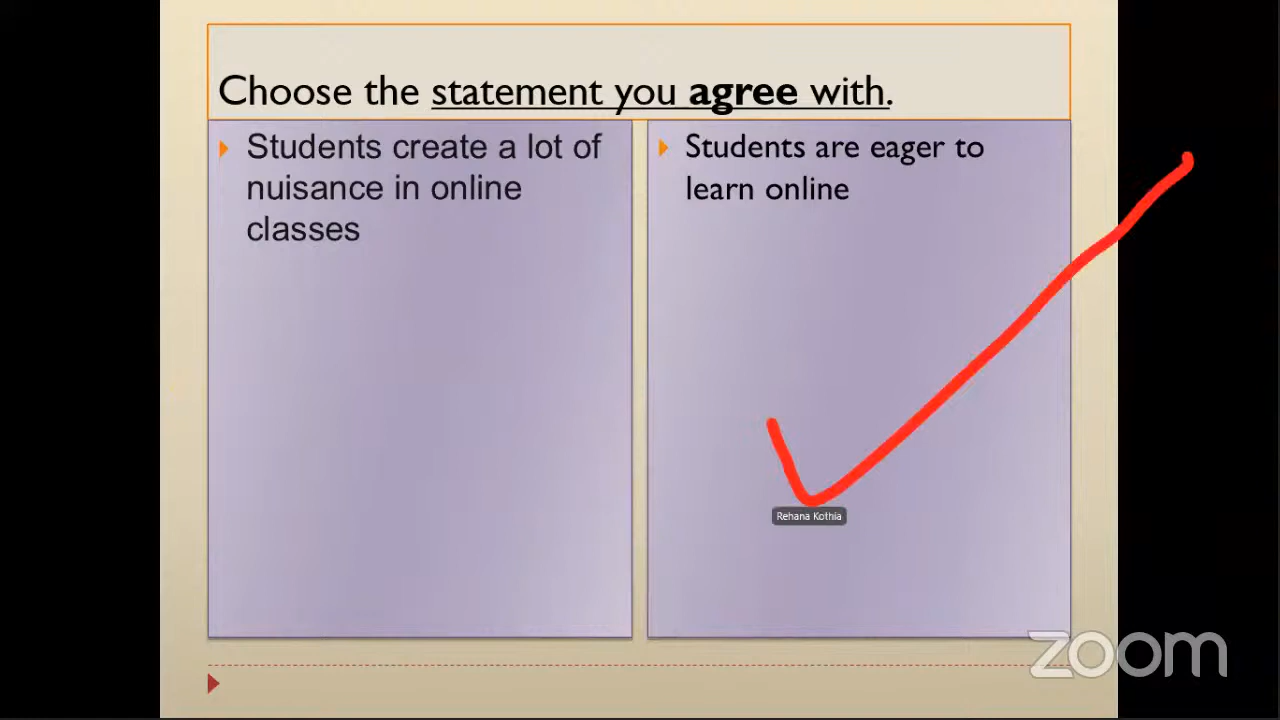 Choose the statement you agree with.
Students create a lot of
nuisance in online
classes
Students are eager to
learn online
Rehana Kothia
zoom